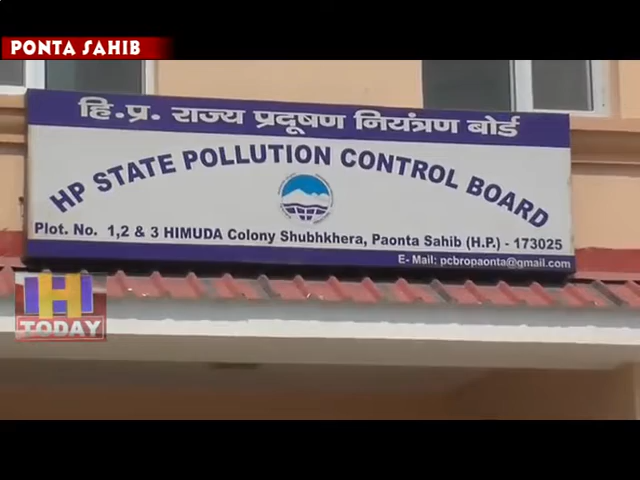 PONTA SAHIB
हि.प्र. राज्य प्रदूषण नियंत्रण बोर्ड
HP STATE POLLUTION CONTROL BOARD
Plot. No. 1,2 & 3 HIMUDA Colony Shubhkhera, Paonta Sahib (H.P.) - 173025
E- Mail: pcbropaonta@gmail.com
H
TODAY